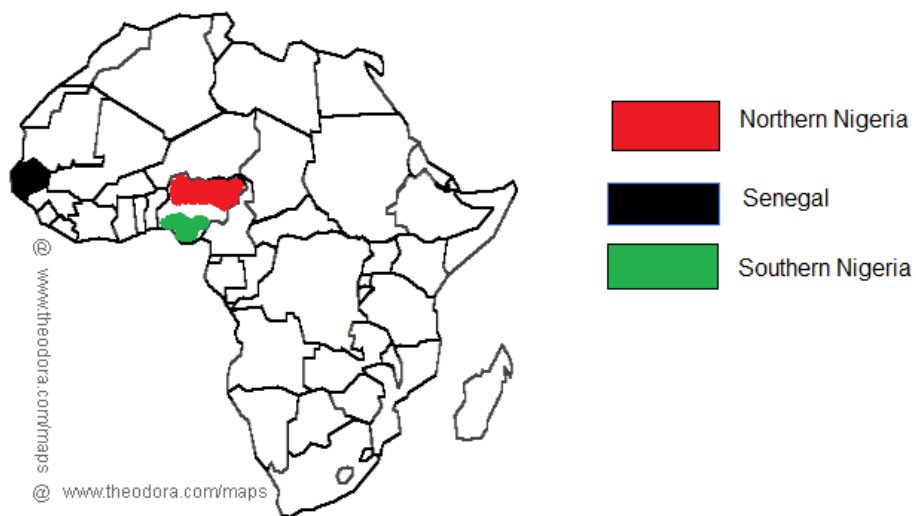 Northern Nigeria
Senegal
Southern Nigeria
@ www.theodora.com/maps
@ www.theodora.com/maps